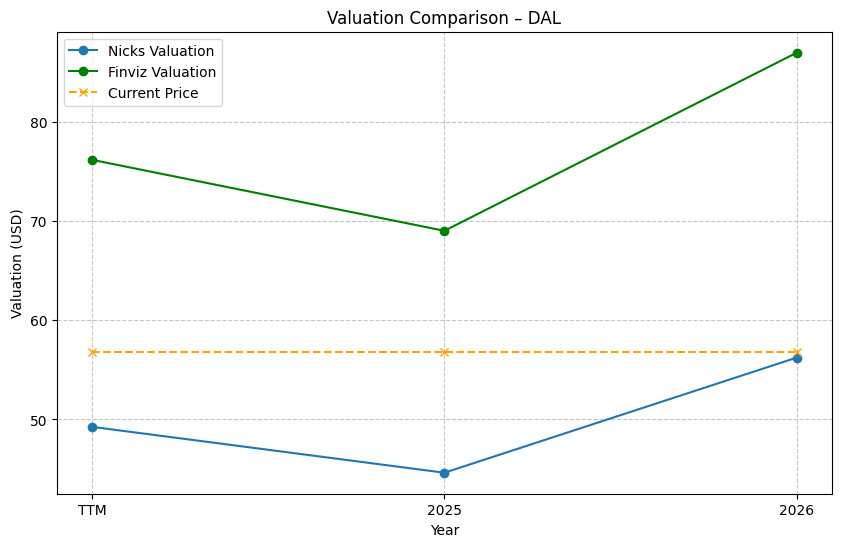 Valuation Comparison – DAL
Nicks Valuation
Finviz Valuation
Current Price
Valuation (USD)
80
70
60
50
TTM
2025
2026
Year